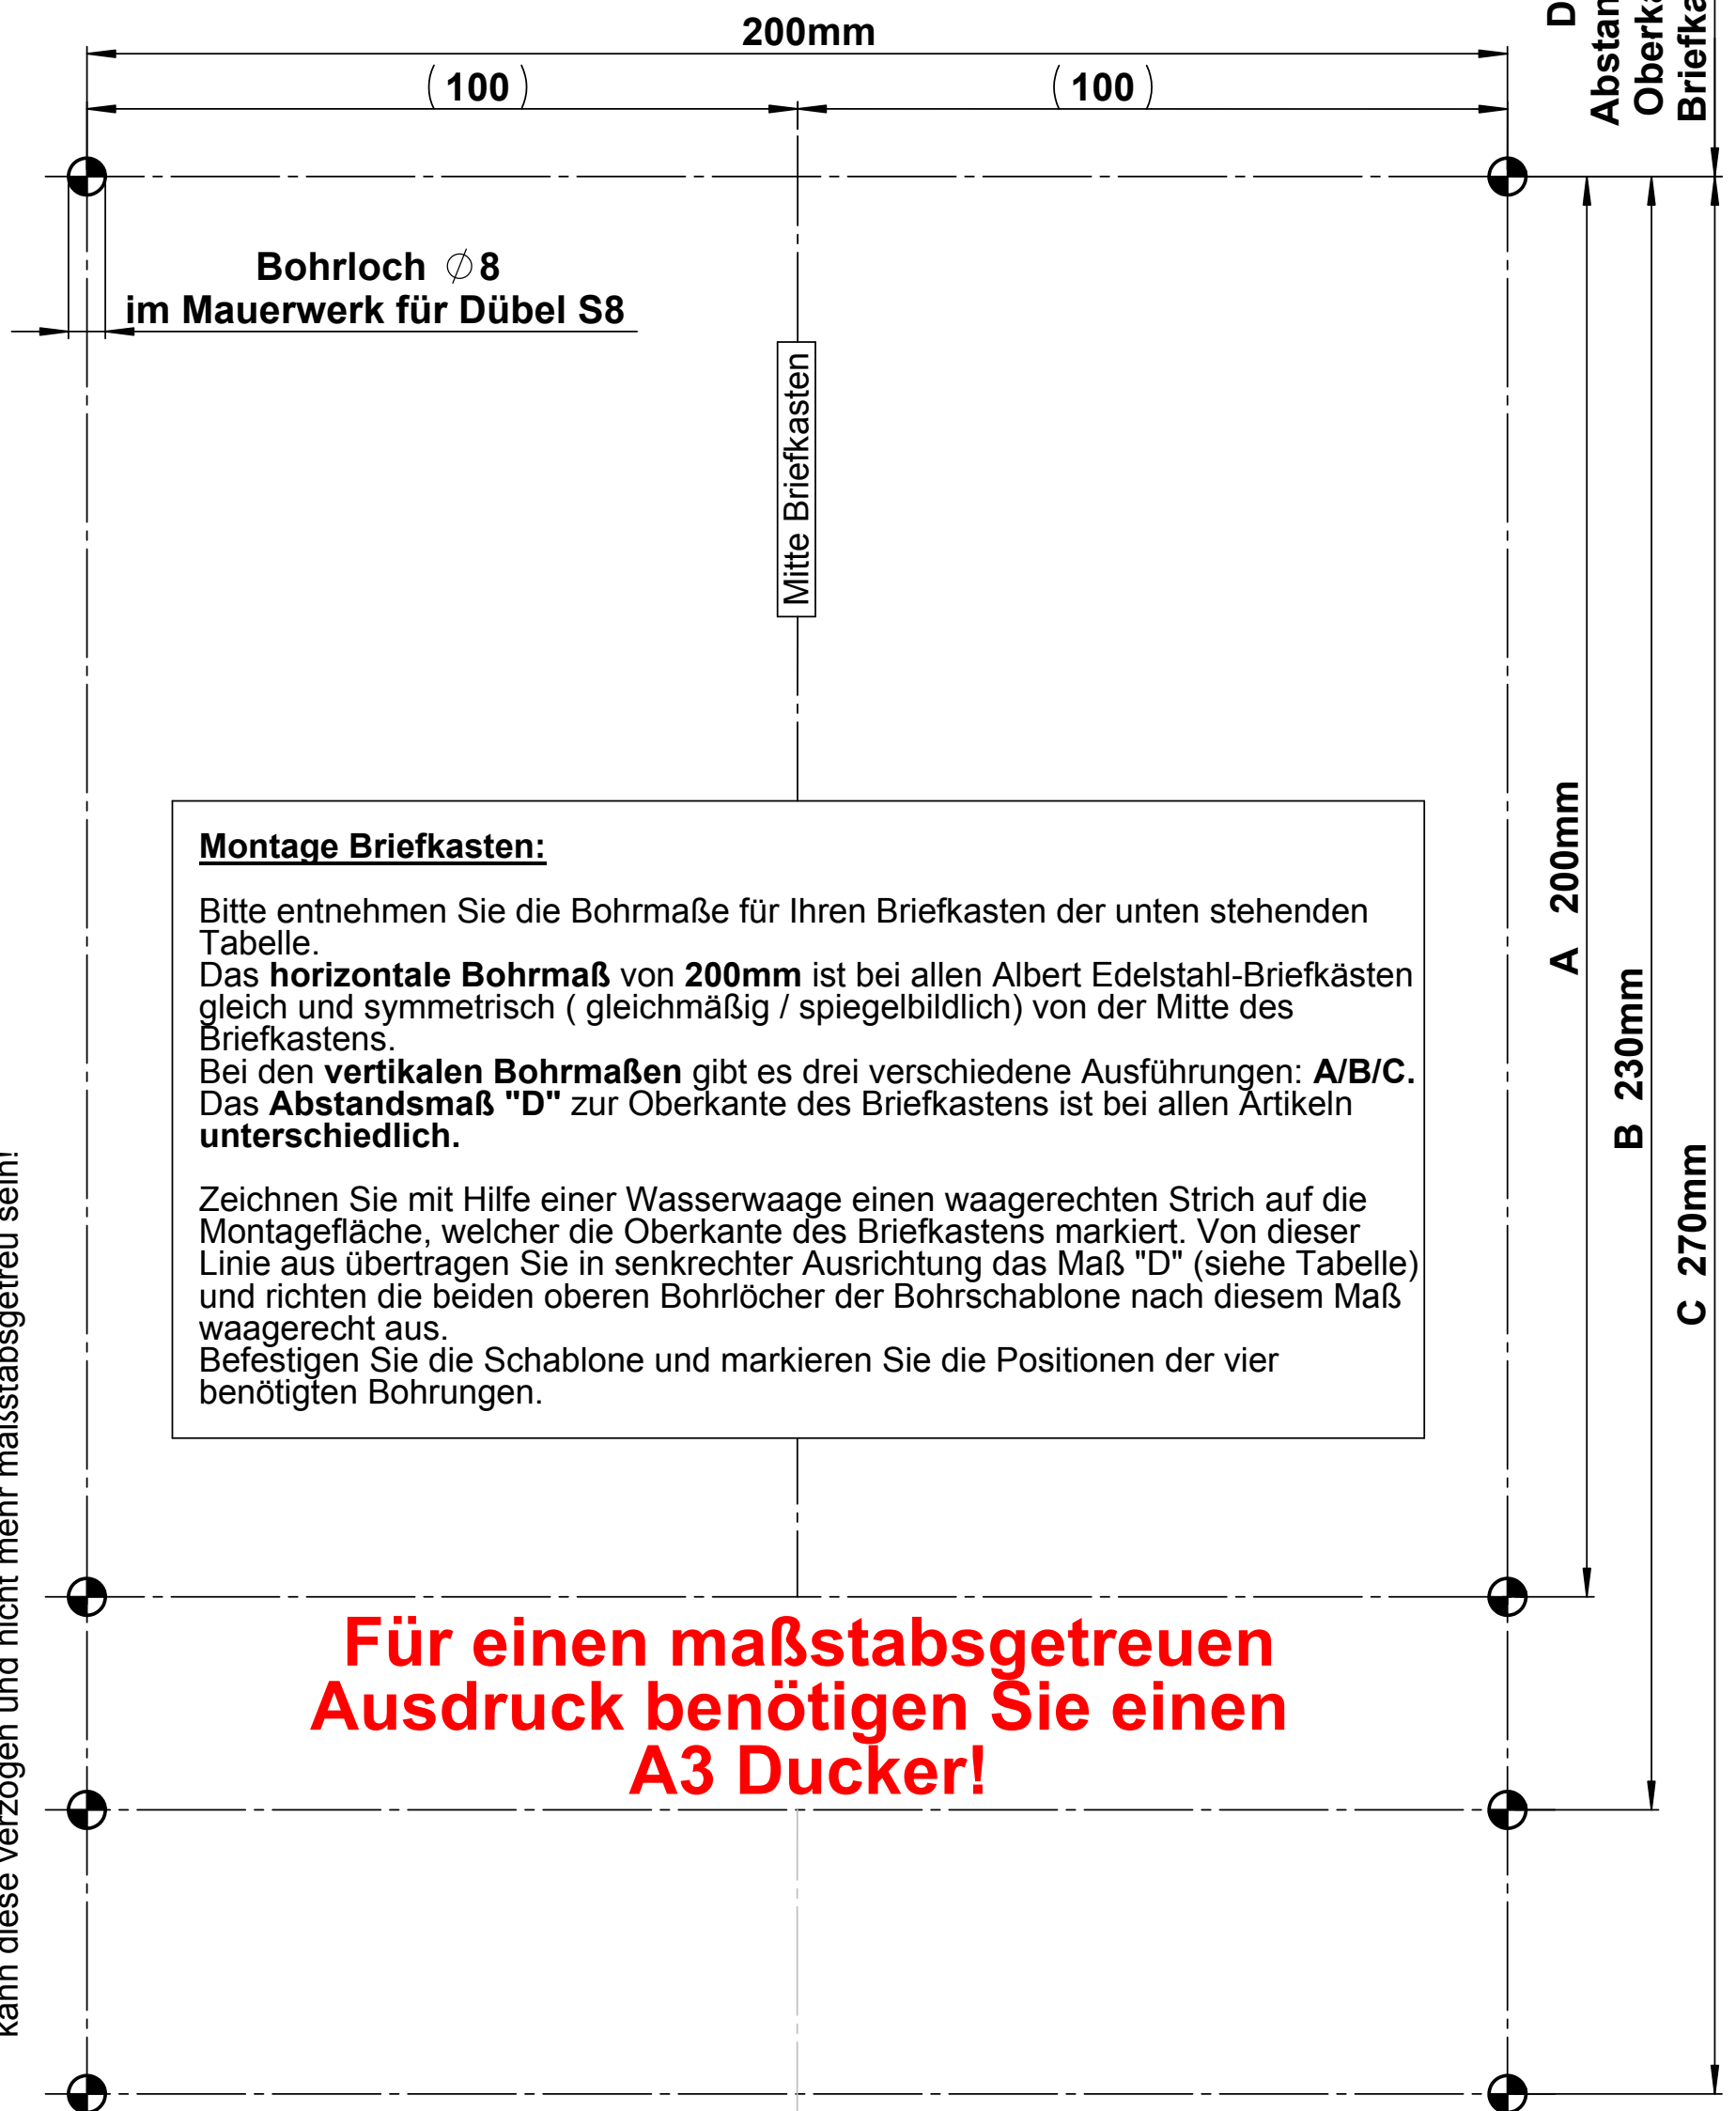 200mm
( 100 )
( 100 )
D
Oberka
Briefka
Bohrloch ∅8
im Mauerwerk für Dübel S8
Mitte Briefkasten
Montage Briefkasten:
Bitte entnehmen Sie die Bohrmaße für Ihren Briefkasten der unten stehenden
Tabelle.
Das horizontale Bohrmaß von 200mm ist bei allen Albert Edelstahl-Briefkästen
gleich und symmetrisch ( gleichmäßig / spiegelbildlich) von der Mitte des
Briefkastens.
Bei den vertikalen Bohrmaßen gibt es drei verschiedene Ausführungen: A/B/C.
Das Abstandsmaß "D" zur Oberkante des Briefkastens ist bei allen Artikeln
unterschiedlich.
Zeichnen Sie mit Hilfe einer Wasserwaage einen waagerechten Strich auf die
Montagefläche, welcher die Oberkante des Briefkastens markiert. Von dieser
Linie aus übertragen Sie in senkrechter Ausrichtung das Maß "D" (siehe Tabelle)
und richten die beiden oberen Bohrlöcher der Bohrschablone nach diesem Maß
waagerecht aus.
Befestigen Sie die Schablone und markieren Sie die Positionen der vier
benötigten Bohrungen.
A 200mm
B 230mm
C 270mm
kann diese verzogen und nicht mehr maßstabsgetreu sein!
Für einen maßstabsgetreuen
Ausdruck benötigen Sie einen
A3 Ducker!